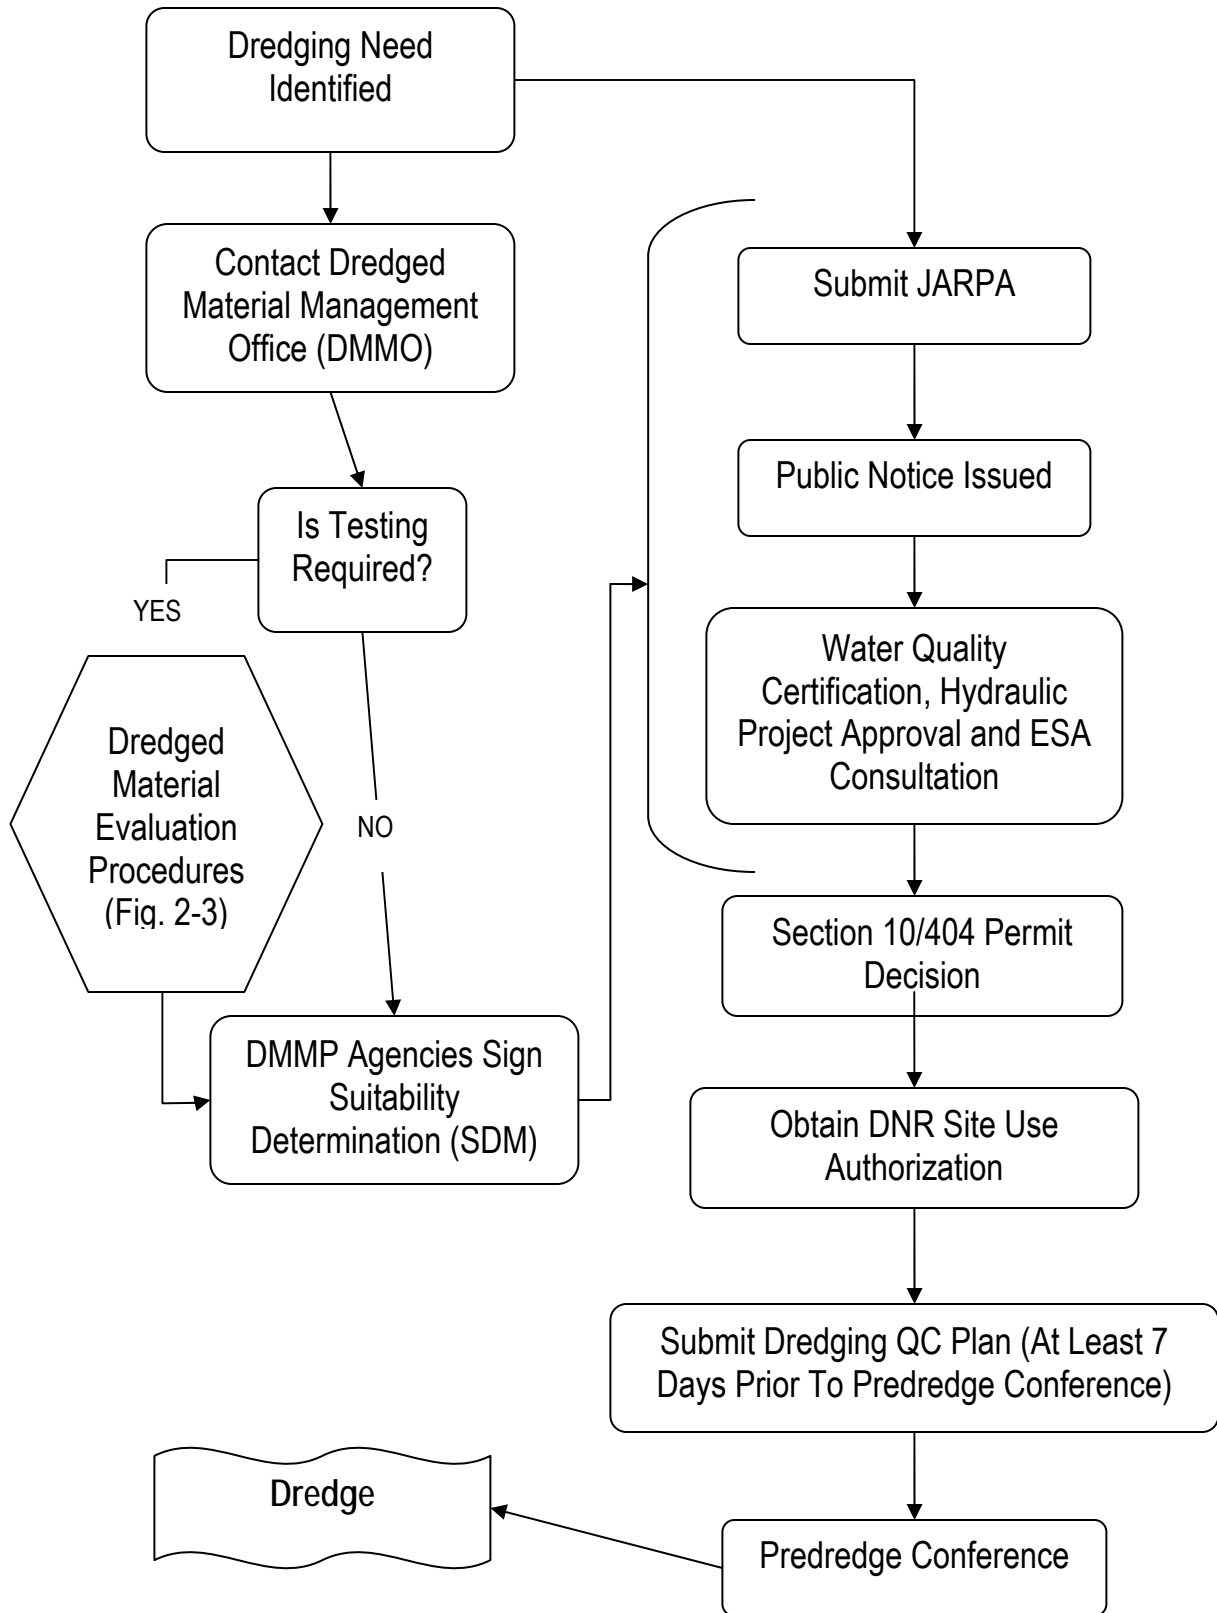 Dredging Need
Identified
Contact Dredged
Material Management
Office (DMMO)
Is Testing
Required?
YES
NO
Dredged
Material
Evaluation
Procedures
(Fig. 2-3)
DMMP Agencies Sign
Suitability
Determination (SDM)
Submit JARPA
Public Notice Issued
Water Quality
Certification, Hydraulic
Project Approval and ESA
Consultation
Section 10/404 Permit
Decision
Obtain DNR Site Use
Authorization
Submit Dredging QC Plan (At Least 7
Days Prior To Predredge Conference)
Predredge Conference
Dredge